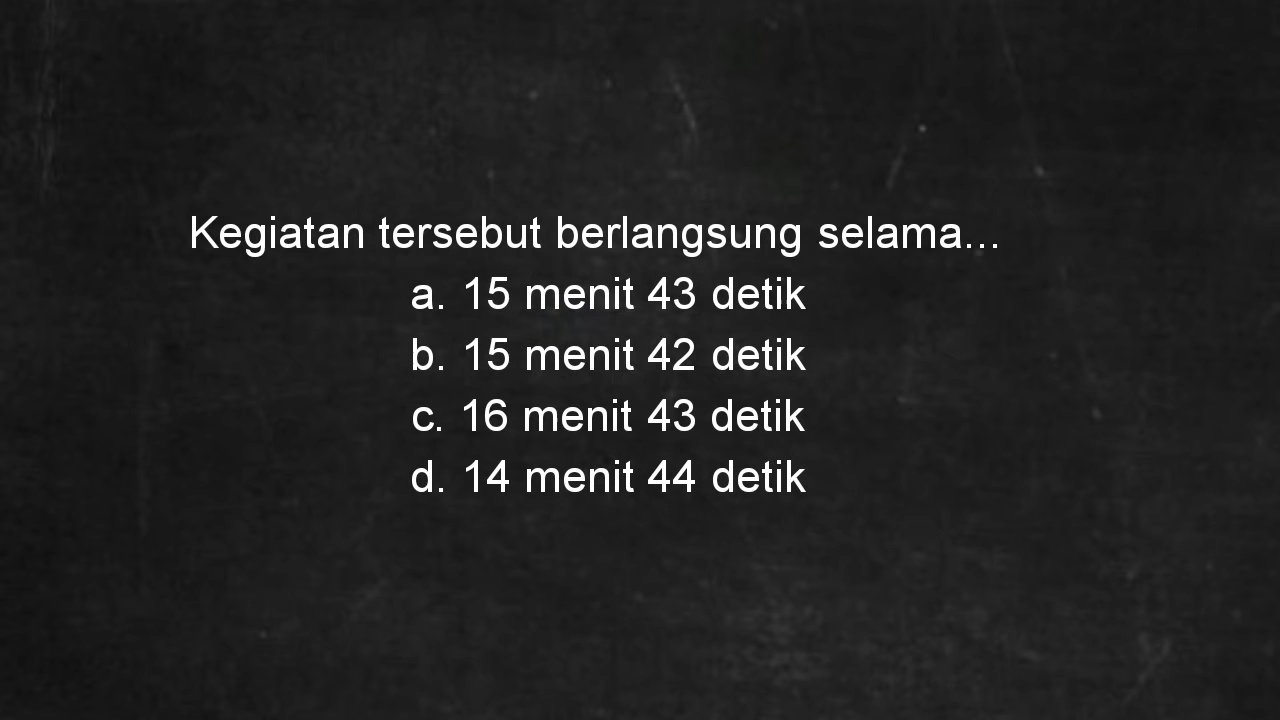 Kegiatan tersebut berlangsung selama...
a. 15 menit 43 detik
b. 15 menit 42 detik
c. 16 menit 43 detik
d. 14 menit 44 detik